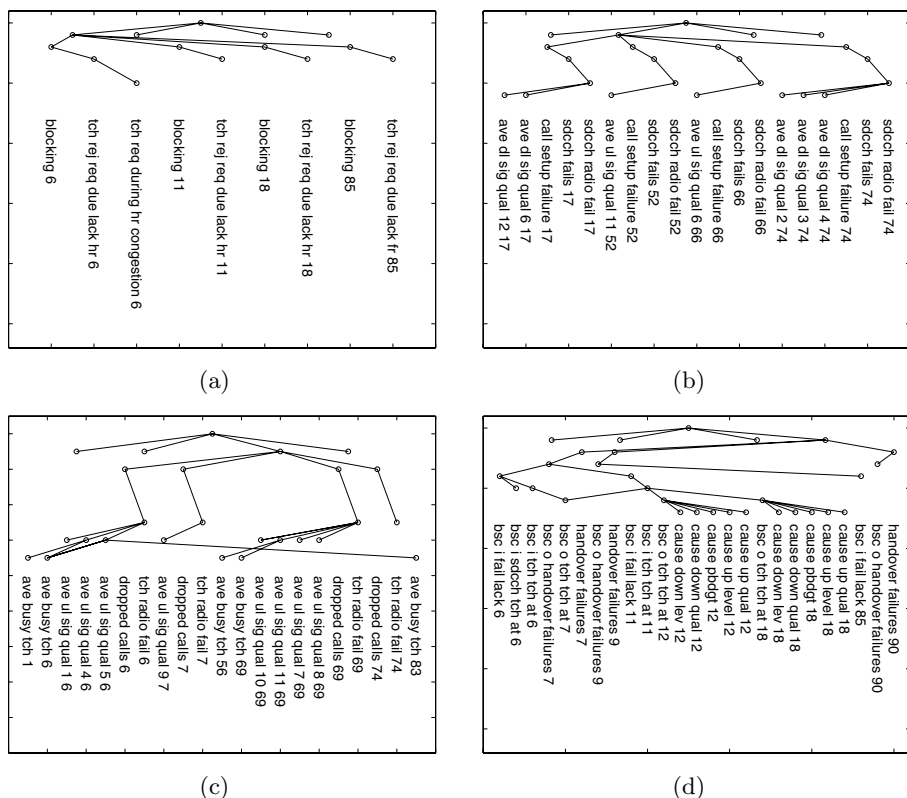 blocking 6
tch rej req due lack hr 6
tch req during hr congestion 6
blocking 11
tch rej req due lack hr 11
blocking 18
tch rej req due lack hr 18
blocking 85
tch rej req due lack fr 85
(a)
ave dl sig qual 12 17
ave dl sig qual 6 17
call setup failure 17
sdcch fails 17
sdcch radio fail 17
ave ul sig qual 11 52
call setup failure 52
sdcch fails 52
sdcch radio fail 52
ave ul sig qual 6 66
call setup failure 66
sdcch fails 66
sdcch radio fail 66
ave dl sig qual 2 74
ave dl sig qual 3 74
ave dl sig qual 4 74
call setup failure 74
sdcch fails 74
sdcch radio fail 74
(b)
ave busy tch 1
ave busy tch 6
ave ul sig qual 1 6
ave ul sig qual 4 6
ave ul sig qual 5 6
dropped calls 6
tch radio fail 6
ave ul sig qual 9 7
dropped calls 7
tch radio fail 7
ave busy tch 56
ave busy tch 69
ave ul sig qual 10 69
ave ul sig qual 11 69
ave ul sig qual 7 69
ave ul sig qual 8 69
dropped calls 69
tch radio fail 69
dropped calls 74
tch radio fail 74
ave busy tch 83
(c)
bsc i fail lack 6
bsc i sdcch tch at 6
bsc i tch tch at 6
bsc o handover failures 7
bsc o tch tch at 7
handover failures 7
bsc o handover failures 9
handover failures 9
bsc i fail lack 11
bsc i tch tch at 11
bsc o tch tch at 12
cause down lev 12
cause down qual 12
cause pbgt 12
cause up level 12
cause up qual 12
bsc o tch tch at 18
cause down lev 18
cause down qual 18
cause pbgt 18
cause up level 18
cause up qual 18
bsc i fail lack 85
bsc o handover failures 90
handover failures 90
(d)